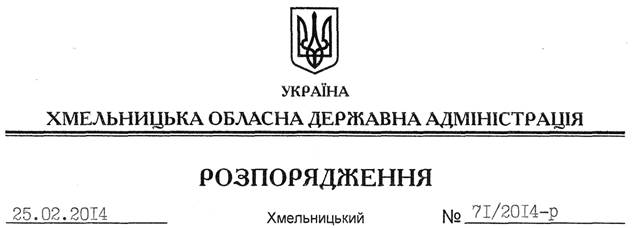 УКРАЇНА
ХМЕЛЬНИЦЬКА ОБЛАСНА ДЕРЖАВНА АДМІНІСТРАЦІЯ
РОЗПОРЯДЖЕННЯ
25.02.2014 Хмельницький № 71/2014-р